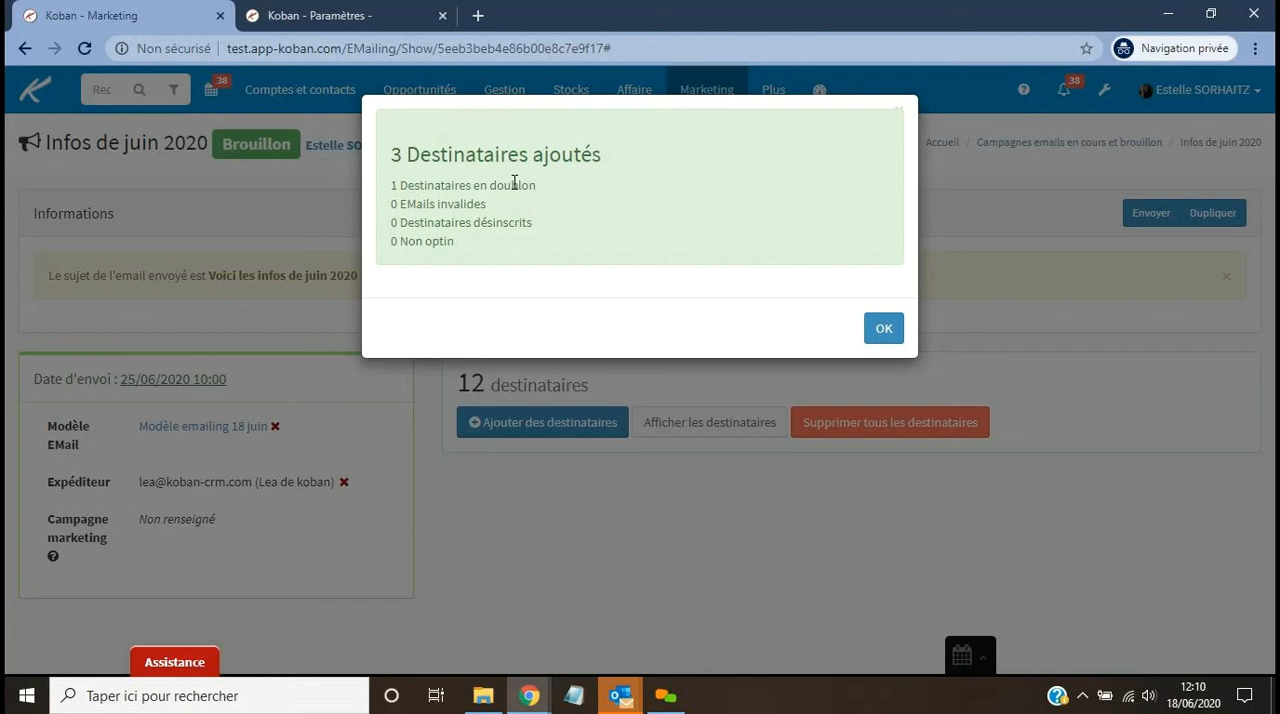 Koban - Marketing
Koban - Paramètres -
Non sécurisé
test.app-koban.com/EMailing/Show/5eeb3beb4e86b00e8c7e9f17#
Navigation privée
Rec
38
Comptes et contacts
Opportunités
Gestion
Stocks
Affaire
Marketing
Plus
38
Estelle SORHAITZ
Infos de juin 2020
Brouillon
Estelle SO
Accueil
Campagnes emails en cours et brouillon
Infos de juin 2020
3 Destinataires ajoutés
1 Destinataires en doublon
0 EMails invalides
0 Destinataires désinscrits
0 Non optin
OK
Informations
Envoyer
Dupliquer
Le sujet de l'email envoyé est Voici les infos de juin 2020
Date d'envoi : 25/06/2020 10:00
Modèle EMail
Modèle emailing 18 juin
Expéditeur
lea@koban-crm.com (Lea de koban)
Campagne marketing
Non renseigné
12 destinataires
Ajouter des destinataires
Afficher les destinataires
Supprimer tous les destinataires
Assistance
Taper ici pour rechercher
12:10
18/06/2020